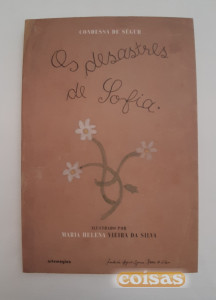 CONDESSA DE SÉGUR
Os desastres
de Sofia.
ILUSTRADO POR
MARIA HELENA VIEIRA DA SILVA
coisas